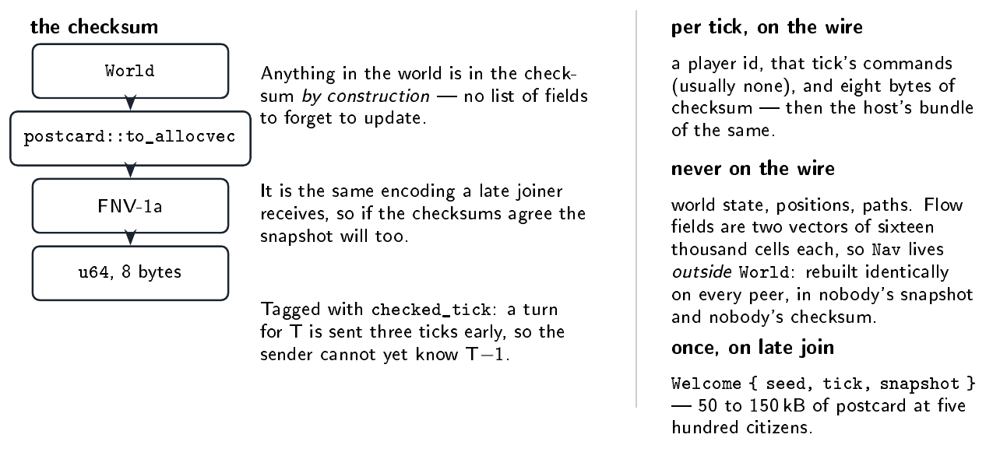 the checksum
World
postcard::to_allocvec
FNV-1a
u64, 8 bytes
Anything in the world is in the check-
sum by construction — no list of fields
to forget to update.
It is the same encoding a late joiner
receives, so if the checksums agree the
snapshot will too.
Tagged with checked_tick: a turn
for T is sent three ticks early, so the
sender cannot yet know T−1.
per tick, on the wire
a player id, that tick's commands
(usually none), and eight bytes of
checksum — then the host's bundle
of the same.
never on the wire
world state, positions, paths. Flow
fields are two vectors of sixteen
thousand cells each, so Nav lives
outside World: rebuilt identically
on every peer, in nobody's snapshot
and nobody's checksum.
once, on late join
Welcome { seed, tick, snapshot }
— 50 to 150 kB of postcard at five
hundred citizens.